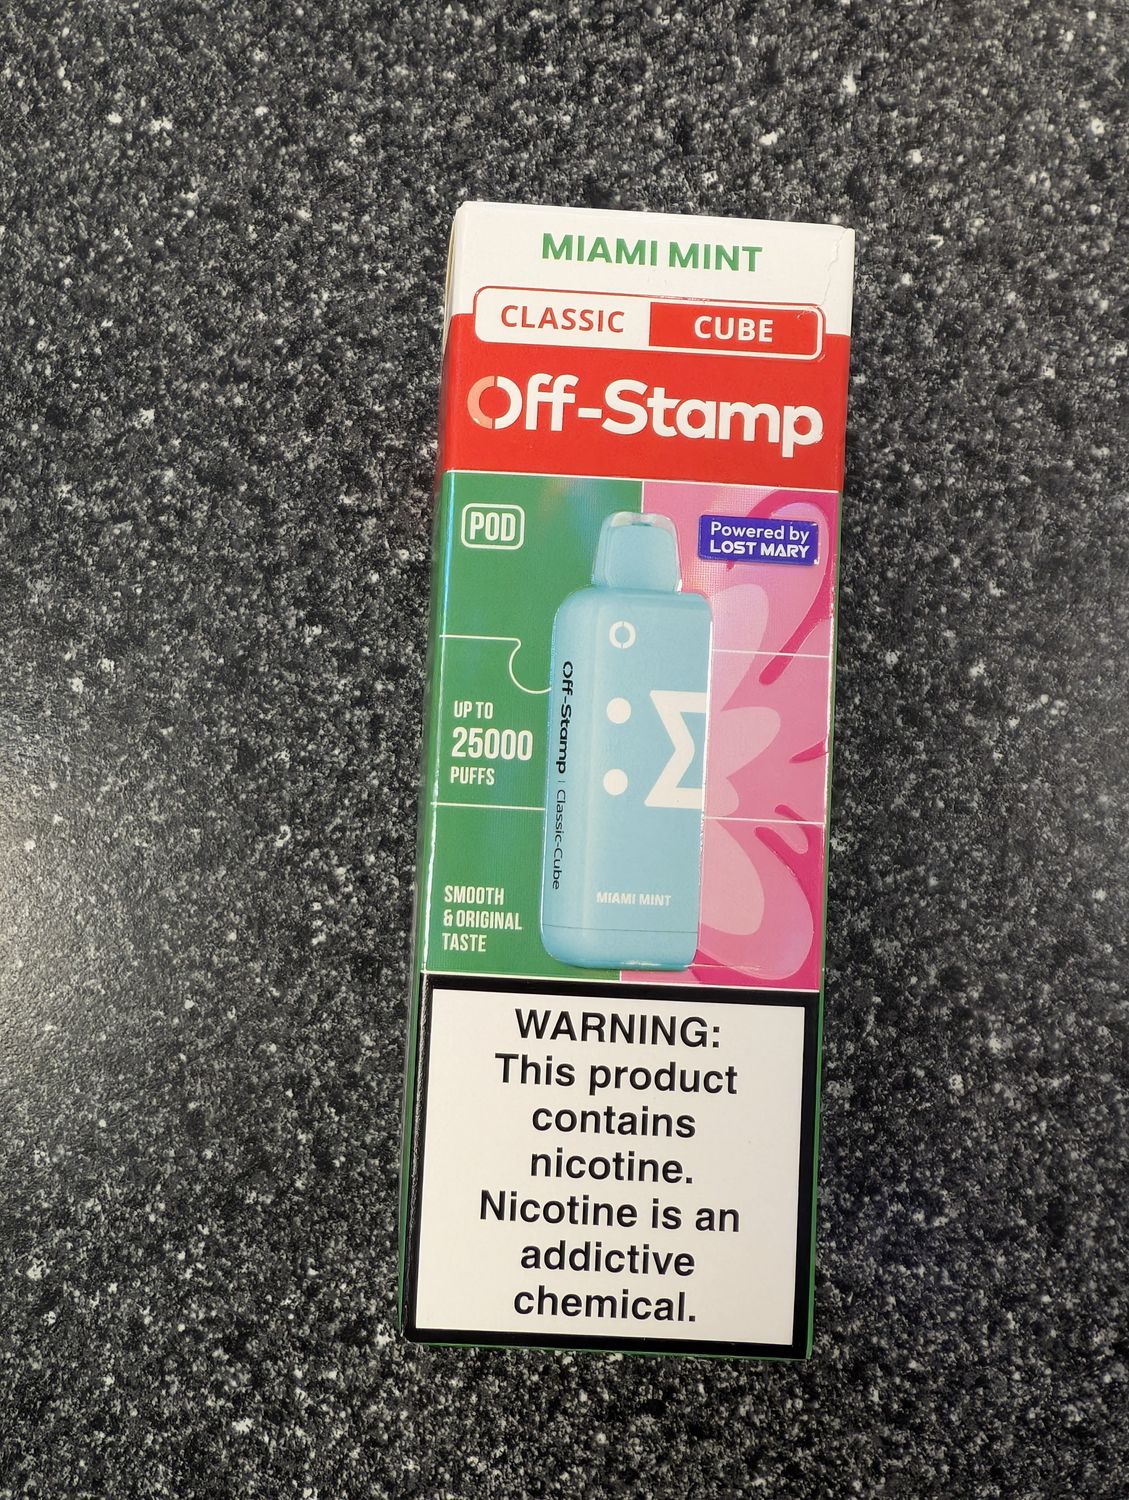 MIAMI MINT
CLASSIC CUBE
Off-Stamp
POD
Powered by
LOST MARY
UP TO
25000
PUFFS
Off-Stamp | Classic-Cube
MIAMI MINT
SMOOTH
& ORIGINAL
TASTE
WARNING:
This product
contains
nicotine.
Nicotine is an
addictive
chemical.